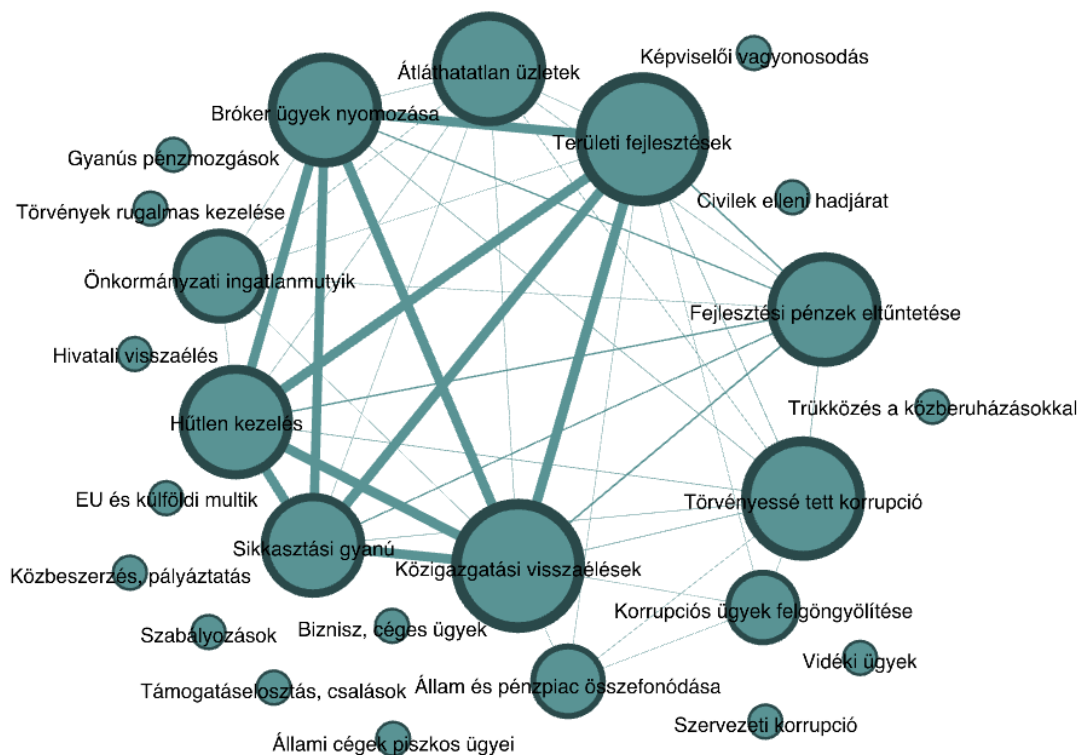 Képviselői vagyonosodás
Átláthatatlan üzletek
Bróker ügyek nyomozása
Területi fejlesztések
Gyanús pénzmozgások
Civilek elleni hadjárat
Törvények rugalmas kezelése
Önkormányzati ingatlanmutyik
Fejlesztési pénzek eltűntetése
Hivatali visszaélés
Trükközés a közberuházásokkal
Hűtlen kezelés
EU és külföldi multik
Törvényessé tett korrupció
Sikkasztási gyanú
Közigazgatási visszaélések
Közbeszerzés, pályáztatás
Korrupciós ügyek felgöngyölítése
Szabályozások
Biznisz, céges ügyek
Vidéki ügyek
Támogatáselosztás, csalások
Állam és pénzpiac összefonódása
Szervezeti korrupció
Állami cégek piszkos ügyei